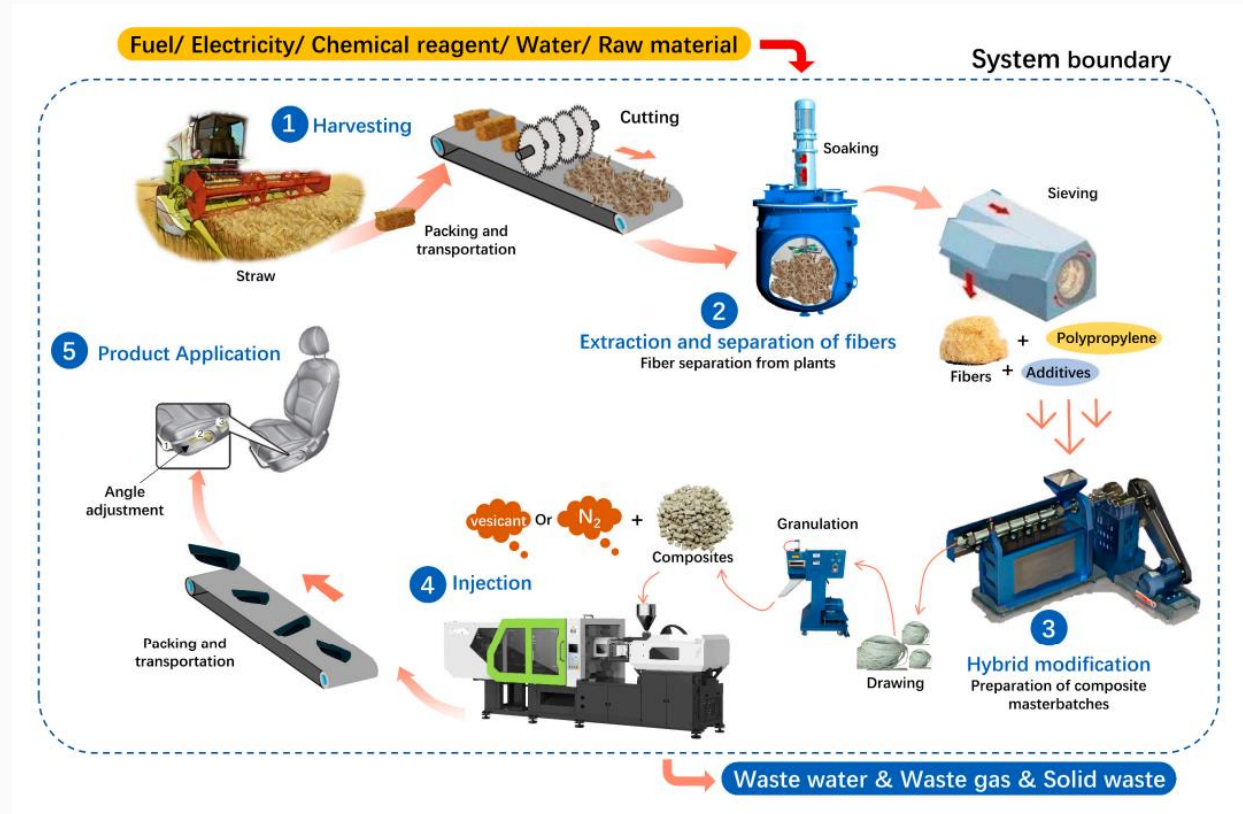 Fuel/ Electricity/ Chemical reagent/ Water/ Raw material
System boundary
1 Harvesting
Cutting
Packing and
transportation
Straw
Soaking
Sieving
2
Extraction and separation of fibers
Fiber separation from plants
Fibers
+
Polypropylene
+
Additives
3
Hybrid modification
Preparation of composite
masterbatches
Drawing
Granulation
vesicant Or N₂ +
Composites
4 Injection
Packing and
transportation
5 Product Application
1
2
3
Angle
adjustment
Waste water & Waste gas & Solid waste